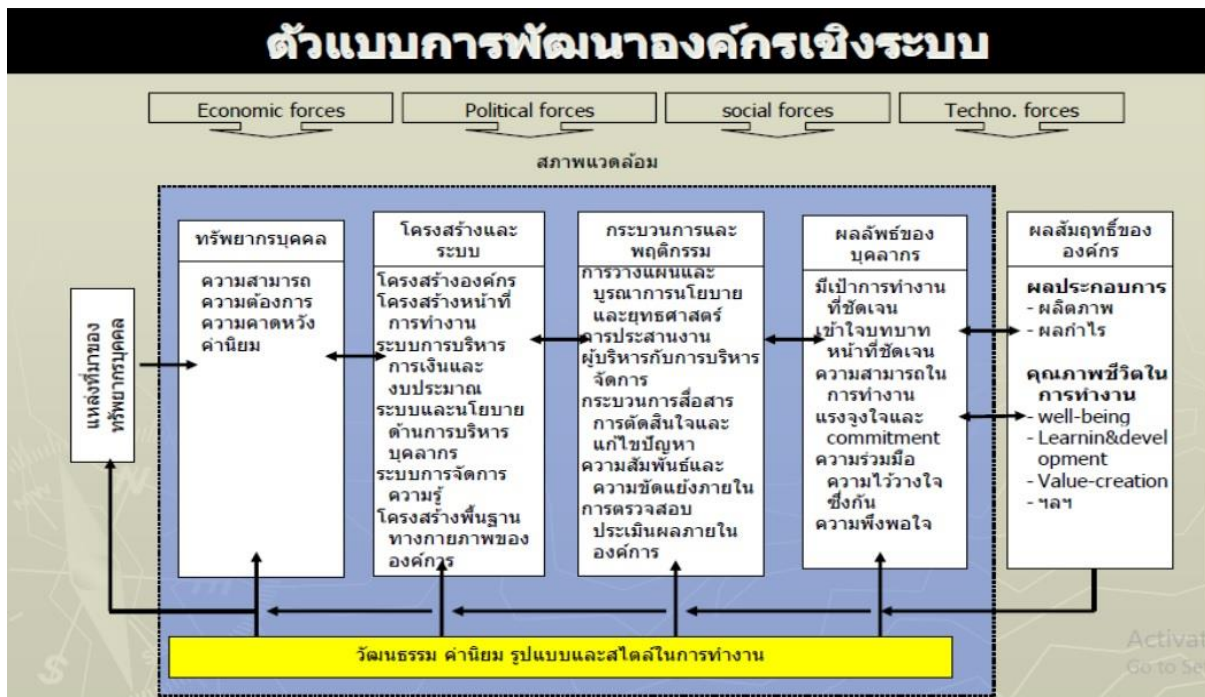 ตัวแบบการพัฒนาองค์กรเชิงระบบ
Economic forces
Political forces
social forces
Techno. forces
สภาพแวดล้อม
แหล่งที่มาของ
ทรัพยากรบุคคล
ทรัพยากรบุคคล
ความสามารถ
ความต้องการ
ความคาดหวัง
ค่านิยม
โครงสร้างและ
ระบบ
โครงสร้างองค์กร
โครงสร้างหน้าที่
การทำงาน
ระบบการบริหาร
การเงินและ
งบประมาณ
ระบบและนโยบาย
ด้านการบริหาร
บุคลากร
ระบบการจัดการ
ความรู้
โครงสร้างพื้นฐาน
ทางกายภาพของ
องค์การ
กระบวนการและ
พฤติกรรม
การวางแผนและ
บูรณาการนโยบาย
และยุทธศาสตร์
การประสานงาน
ผู้บริหารกับการบริหาร
จัดการ
กระบวนการสื่อสาร
การตัดสินใจและ
แก้ไขปัญหา
ความสัมพันธ์และ
ความขัดแย้งภายใน
การตรวจสอบ
ประเมินผลภายใน
องค์การ
ผลลัพธ์ของ
บุคลากร
มีเป้าการทำงาน
ที่ชัดเจน
เข้าใจบทบาท
หน้าที่ชัดเจน
ความสามารถใน
การทำงาน
แรงจูงใจและ
commitment
ความร่วมมือ
ความไว้วางใจ
ซึ่งกัน
ความพึงพอใจ
ผลสัมฤทธิ์ของ
องค์กร
ผลประกอบการ
- ผลิตภาพ
- ผลกำไร
คุณภาพชีวิตใน
การทำงาน
- well-being
- Learnin&devel
opment
- Value-creation
- ฯลฯ
วัฒนธรรม ค่านิยม รูปแบบและสไตล์ในการทำงาน
Activat
Go to Se